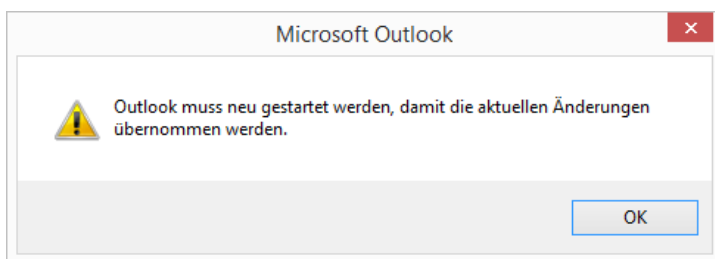 Microsoft Outlook
Outlook muss neu gestartet werden, damit die aktuellen Änderungen
übernommen werden.
OK